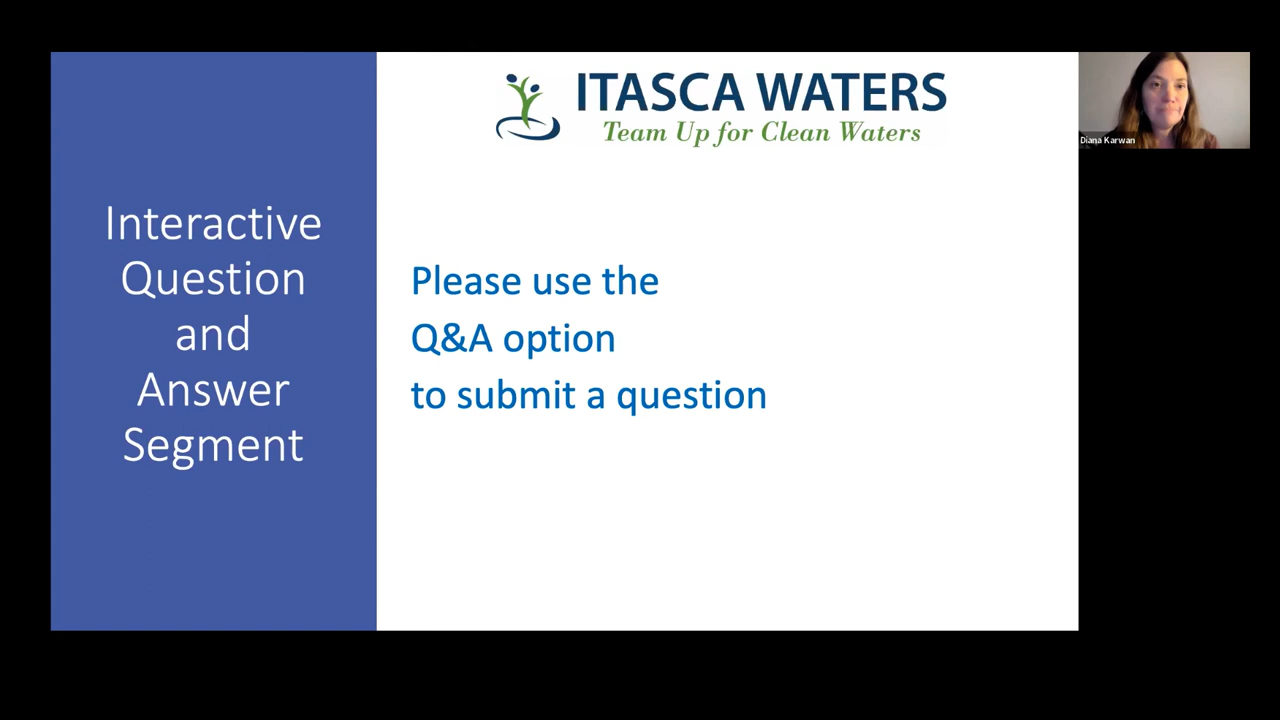 ITASCA WATERS
Team Up for Clean Waters
Diana Karwan
Interactive
Question
and
Answer
Segment
Please use the
Q&A option
to submit a question